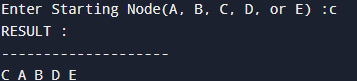 Enter Starting Node(A, B, C, D, or E) :c
RESULT :
--------------------
C A B D E